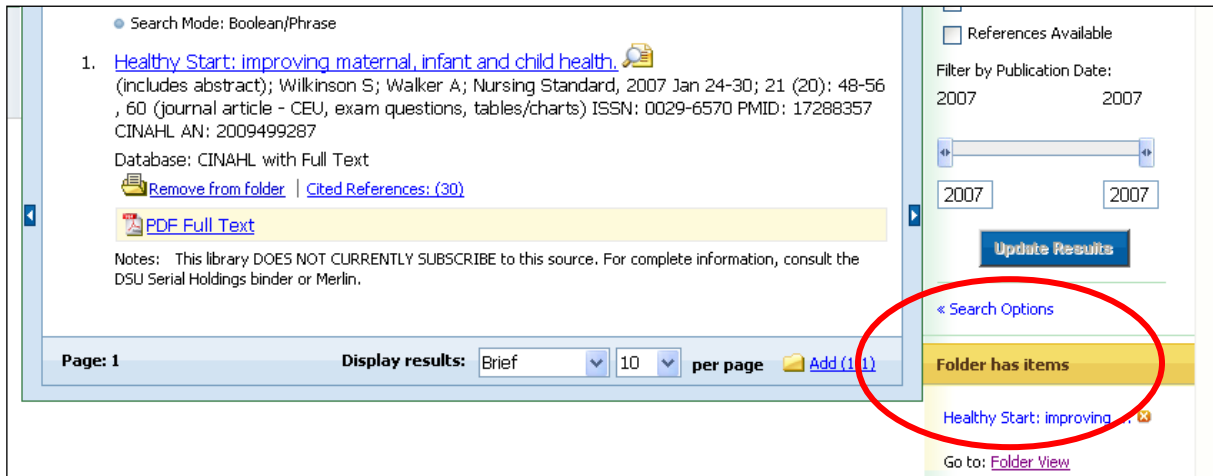 Search Mode: Boolean/Phrase
1. Healthy Start: improving maternal, infant and child health.
(includes abstract); Wilkinson S; Walker A; Nursing Standard, 2007 Jan 24-30; 21 (20): 48-56
, 60 (journal article - CEU, exam questions, tables/charts) ISSN: 0029-6570 PMID: 17288357
CINAHL AN: 2009499287
Database: CINAHL with Full Text
Remove from folder | Cited References: (30)
PDF Full Text
Notes: This library DOES NOT CURRENTLY SUBSCRIBE to this source. For complete information, consult the
DSU Serial Holdings binder or Merlin.
Page: 1 Display results: Brief 10 per page Add (1-1)
References Available
Filter by Publication Date:
2007 2007
2007 2007
Update Results
« Search Options
Folder has items
Healthy Start: improving ...
Go to: Folder View